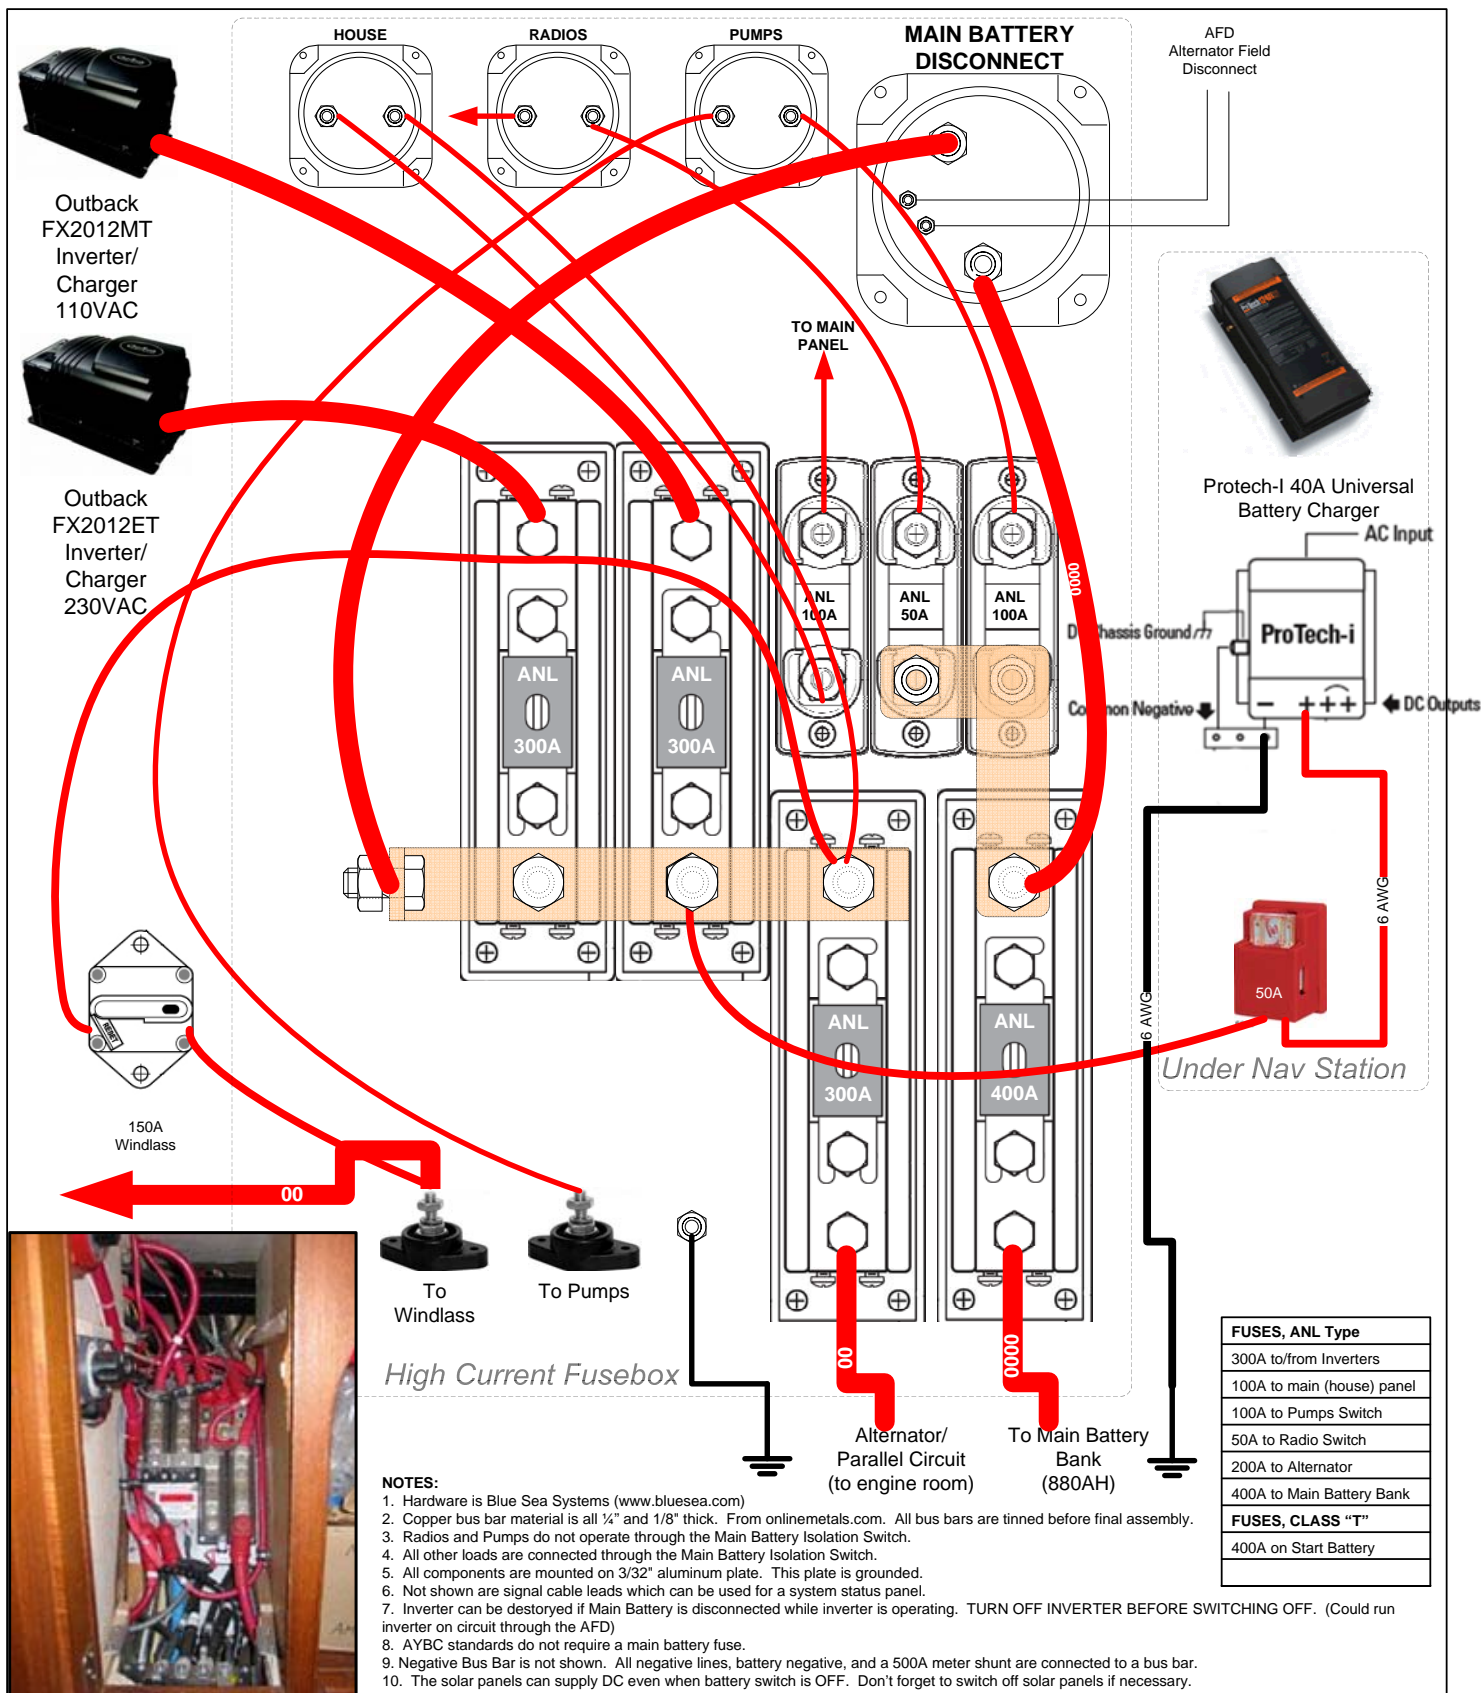 HOUSE
RADIOS
PUMPS
MAIN BATTERY
DISCONNECT
AFD
Alternator Field
Disconnect
Outback
FX2012MT
Inverter/
Charger
110VAC
TO MAIN
PANEL
Outback
FX2012ET
Inverter/
Charger
230VAC
Protech-I 40A Universal
Battery Charger
AC Input
0000
ANL
100A
ANL
50A
ANL
100A
Chassis Ground
ProTech-i
Common Negative
DC Outputs
ANL
300A
ANL
300A
6 AWG
50A
6 AWG
Under Nav Station
RESET
150A
Windlass
ANL
300A
ANL
400A
00
To
Windlass
To Pumps
High Current Fusebox
00
0000
Alternator/
Parallel Circuit
(to engine room)
To Main Battery
Bank
(880AH)
FUSES, ANL Type
300A to/from Inverters
100A to main (house) panel
100A to Pumps Switch
50A to Radio Switch
200A to Alternator
400A to Main Battery Bank
FUSES, CLASS “T”
400A on Start Battery
NOTES:
1. Hardware is Blue Sea Systems (www.bluesea.com)
2. Copper bus bar material is all ¼” and 1/8" thick. From onlinemetals.com. All bus bars are tinned before final assembly.
3. Radios and Pumps do not operate through the Main Battery Isolation Switch.
4. All other loads are connected through the Main Battery Isolation Switch.
5. All components are mounted on 3/32" aluminum plate. This plate is grounded.
6. Not shown are signal cable leads which can be used for a system status panel.
7. Inverter can be destoryed if Main Battery is disconnected while inverter is operating. TURN OFF INVERTER BEFORE SWITCHING OFF. (Could run
inverter on circuit through the AFD)
8. AYBC standards do not require a main battery fuse.
9. Negative Bus Bar is not shown. All negative lines, battery negative, and a 500A meter shunt are connected to a bus bar.
10. The solar panels can supply DC even when battery switch is OFF. Don't forget to switch off solar panels if necessary.